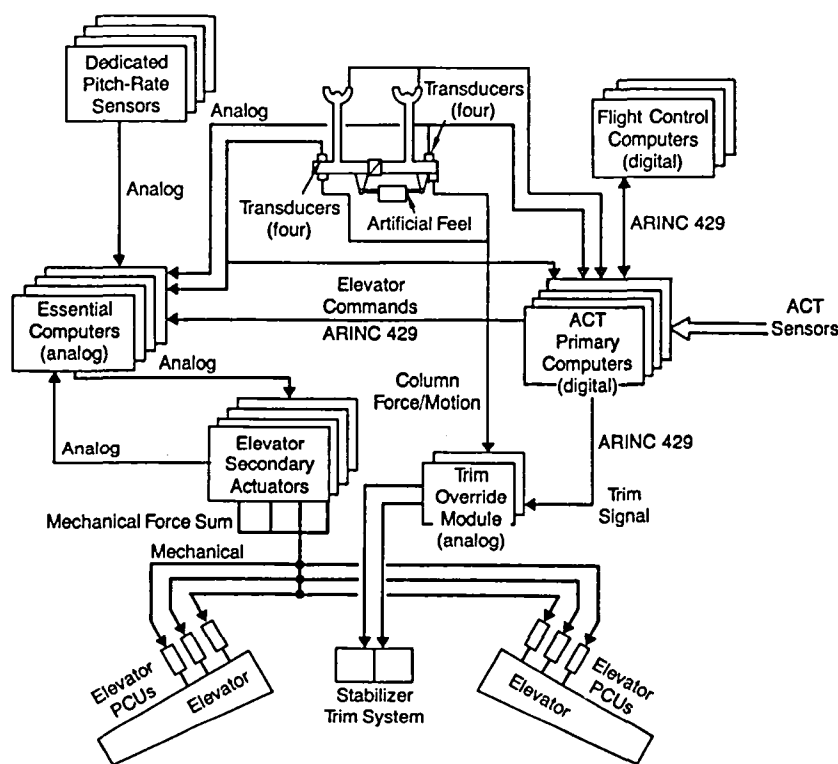 Dedicated
Pitch-Rate
Sensors
Analog
Transducers
(four)
Flight Control
Computers
(digital)
Analog
Transducers
(four)
Artificial Feel
ARINC 429
Essential
Computers
(analog)
Elevator
Commands
ARINC 429
ACT
Primary
Computers
(digital)
ACT
Sensors
Analog
Column
Force/Motion
Analog
Elevator
Secondary
Actuators
ARINC 429
Trim
Override
Module
(analog)
Trim
Signal
Mechanical Force Sum
Mechanical
Elevator
PCUs
Elevator
Stabilizer
Trim System
Elevator
Elevator
PCUs